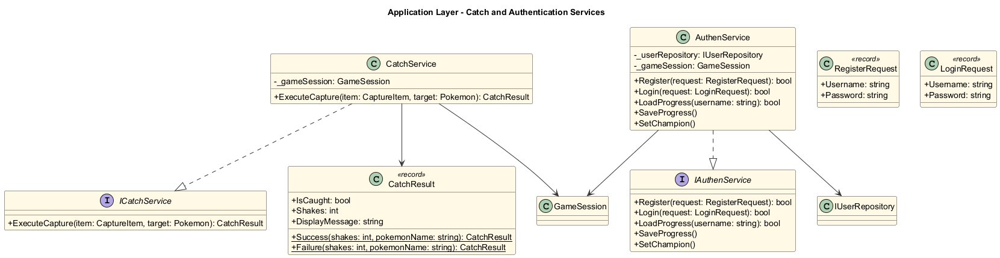 Application Layer - Catch and Authentication Services
C CatchService
-_gameSession: GameSession
+ExecuteCapture(item: CaptureItem, target: Pokemon): CatchResult
C AuthenService
-_userRepository: IUserRepository
-_gameSession: GameSession
+Register(request: RegisterRequest): bool
+Login(request: LoginRequest): bool
+LoadProgress(username: string): bool
+SaveProgress()
+SetChampion()
«record»
C RegisterRequest
+Username: string
+Password: string
«record»
C LoginRequest
+Username: string
+Password: string
I ICatchService
+ExecuteCapture(item: CaptureItem, target: Pokemon): CatchResult
«record»
C CatchResult
+IsCaught: bool
+Shakes: int
+DisplayMessage: string
+Success(shakes: int, pokemonName: string): CatchResult
+Failure(shakes: int, pokemonName: string): CatchResult
C GameSession
I IAuthenService
+Register(request: RegisterRequest): bool
+Login(request: LoginRequest): bool
+LoadProgress(username: string): bool
+SaveProgress()
+SetChampion()
C IUserRepository